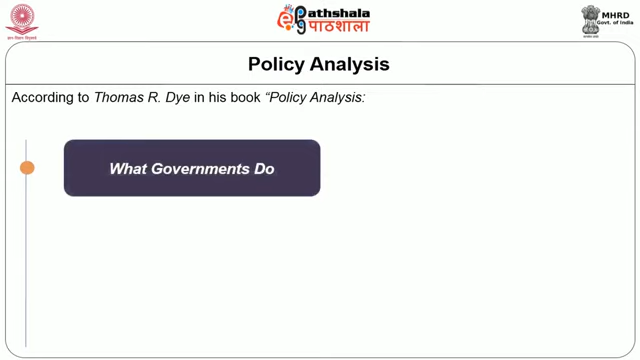 ePathshala
पाठशाला
MHRD
Govt. of India
Policy Analysis
According to Thomas R. Dye in his book “Policy Analysis:
What Governments Do